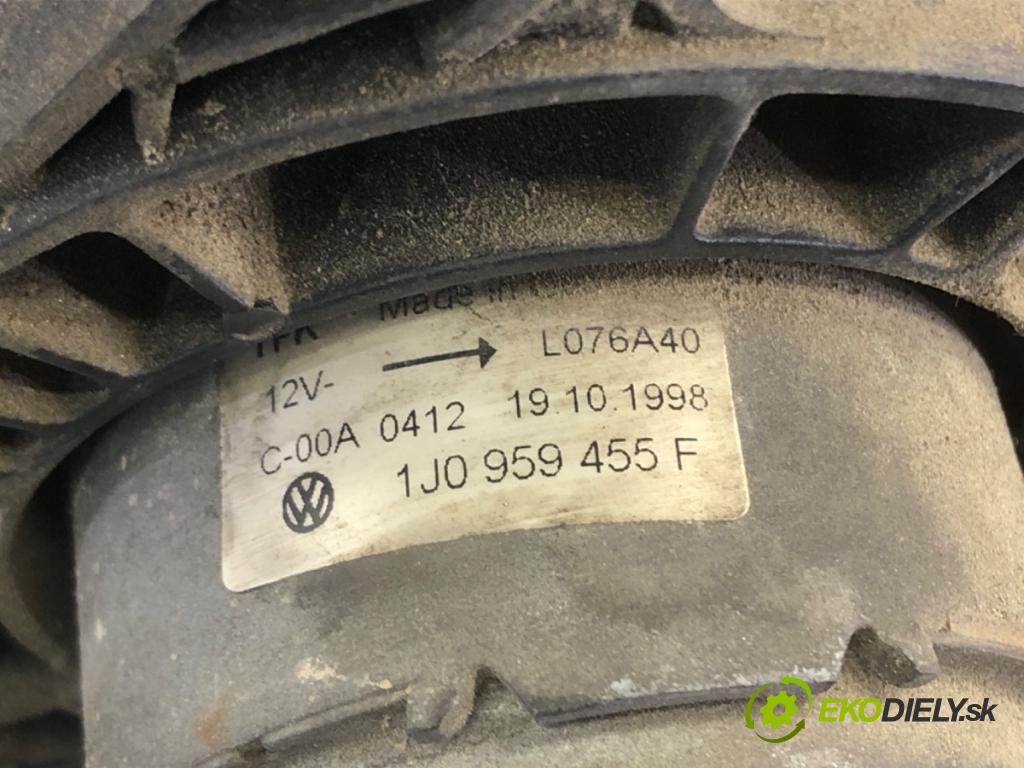 Made in
12V- L076A40
C-00A 0412 19.10.1998
1J0 959 455 F
EKODIELY.sk